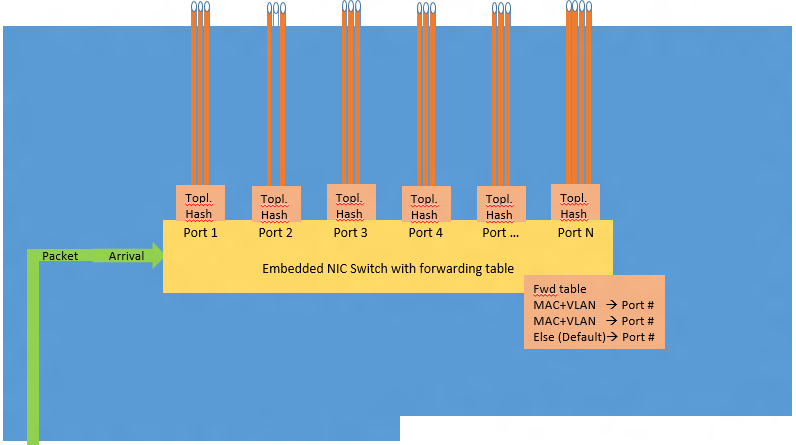 Topl. Topl. Topl. Topl. Topl. Topl.
Hash Hash Hash Hash Hash Hash
Port 1 Port 2 Port 3 Port 4 Port ... Port N
Packet Arrival
Embedded NIC Switch with forwarding table
Fwd table
MAC+VLAN → Port #
MAC+VLAN → Port #
Else (Default)→ Port #